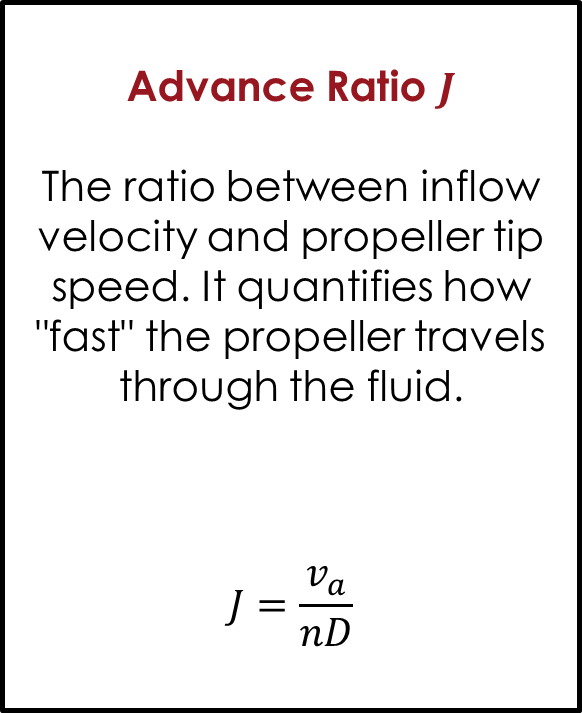 Advance Ratio J
The ratio between inflow
velocity and propeller tip
speed. It quantifies how
"fast" the propeller travels
through the fluid.
J = v_a / nD